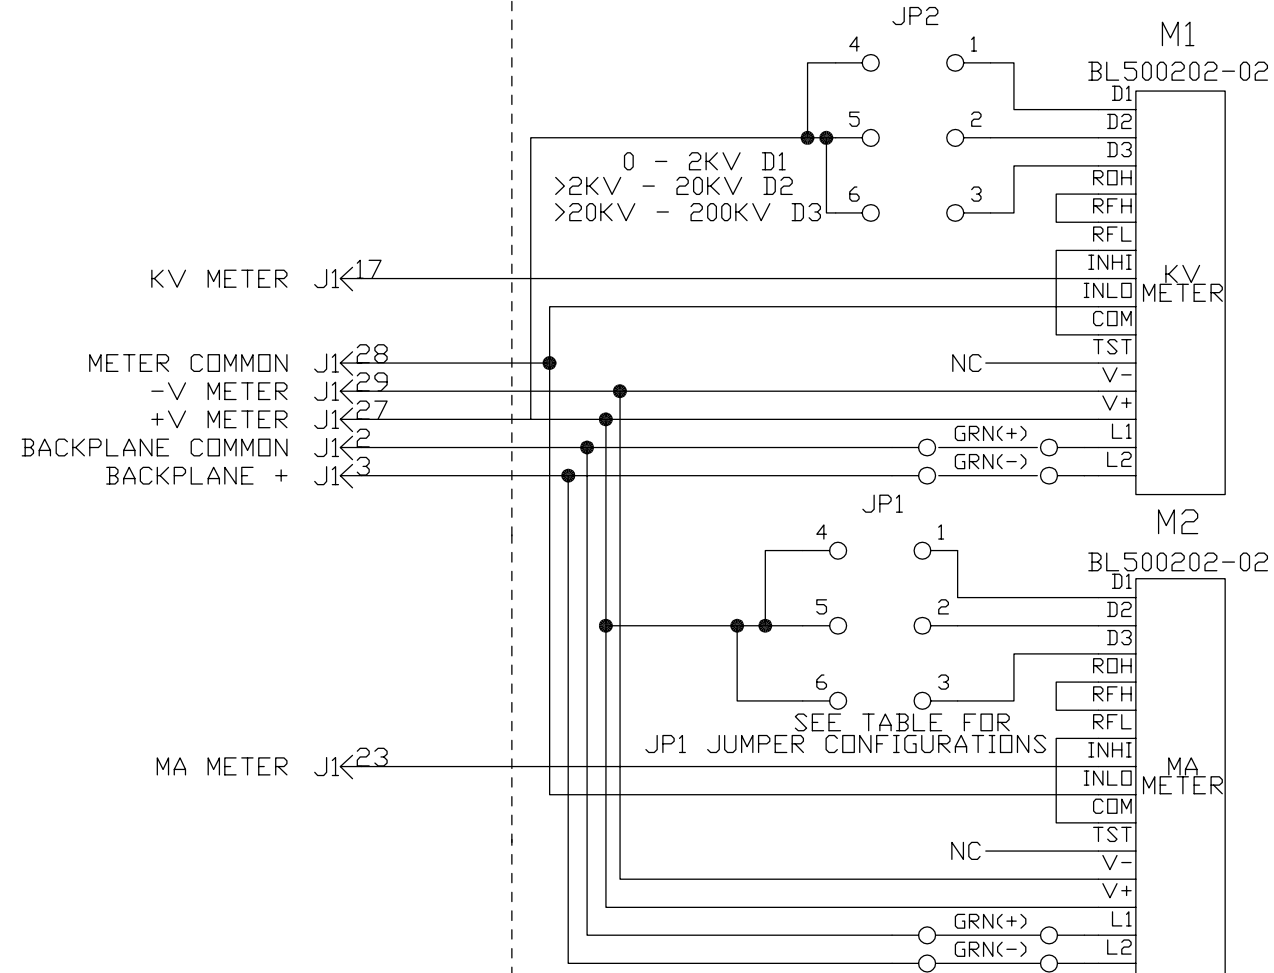 JP2
M1
BL500202-02
4
1
D1
5
2
D2
0 - 2KV D1
>2KV - 20KV D2
>20KV - 200KV D3
D3
ROH
6
3
RFH
RFL
INHI
KV METER J1 17
INLO
KV
METER
COM
METER COMMON J1 28
NC
TST
-V METER J1 29
V-
+V METER J1 27
V+
BACKPLANE COMMON J1 2
GRN(+)
L1
BACKPLANE + J1 3
GRN(-)
L2
JP1
M2
BL500202-02
4
1
D1
5
2
D2
D3
ROH
6
3
RFH
SEE TABLE FOR
JP1 JUMPER CONFIGURATIONS
RFL
INHI
MA METER J1 23
INLO
MA
METER
COM
TST
NC
V-
V+
GRN(+)
L1
GRN(-)
L2